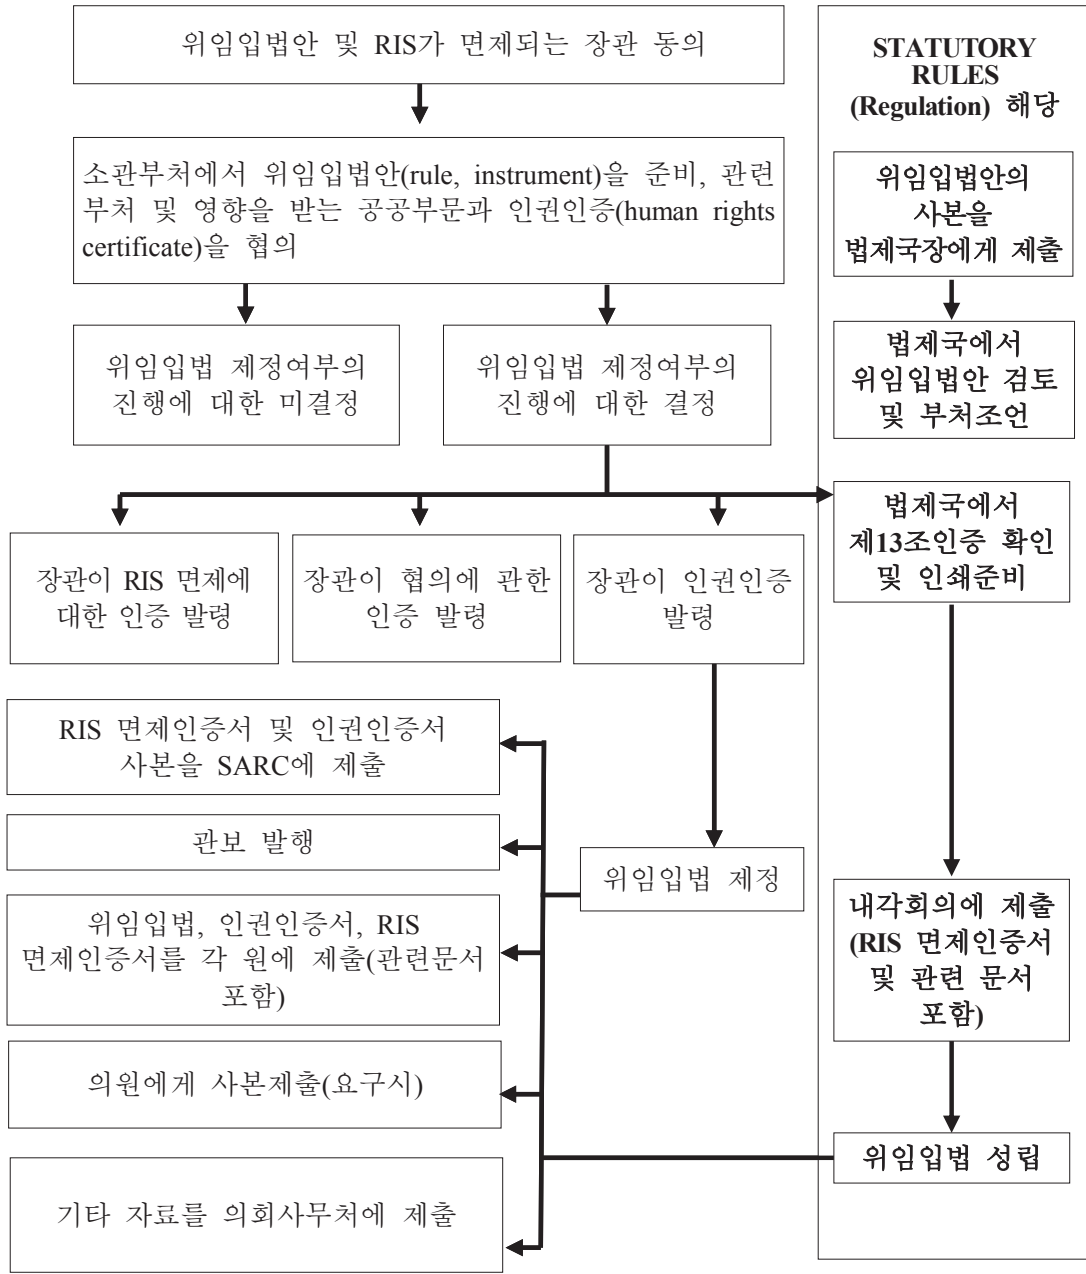 위임입법안 및 RIS가 면제되는 장관 동의
소관부처에서 위임입법안(rule, instrument)을 준비, 관련
부처 및 영향을 받는 공공부문과 인권인증(human rights
certificate)을 협의
위임입법 제정여부의
진행에 대한 미결정
위임입법 제정여부의
진행에 대한 결정
장관이 RIS 면제에
대한 인증 발령
장관이 협의에 관한
인증 발령
장관이 인권인증
발령
RIS 면제인증서 및 인권인증서
사본을 SARC에 제출
관보 발행
위임입법, 인권인증서, RIS
면제인증서를 각 원에 제출(관련문서
포함)
의원에게 사본제출(요구시)
기타 자료를 의회사무처에 제출
위임입법 제정
STATUTORY
RULES
(Regulation) 해당
위임입법안의
사본을
법제국장에게 제출
법제국에서
위임입법안 검토
및 부처조언
법제국에서
제13조인증 확인
및 인쇄준비
내각회의에 제출
(RIS 면제인증서
및 관련 문서
포함)
위임입법 성립